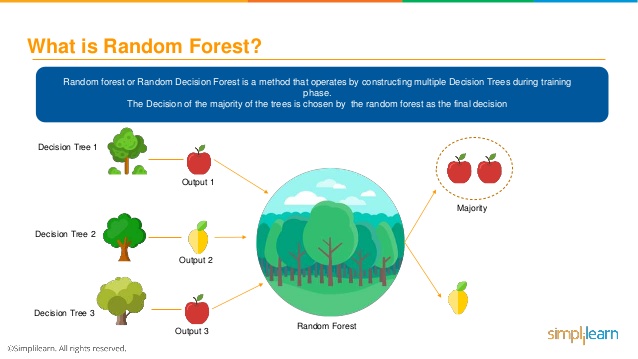 What is Random Forest?
Random forest or Random Decision Forest is a method that operates by constructing multiple Decision Trees during training
phase.
The Decision of the majority of the trees is chosen by the random forest as the final decision
Decision Tree 1
Output 1
Decision Tree 2
Output 2
Decision Tree 3
Output 3
Random Forest
Majority
©Simplilearn. All rights reserved.
simplilearn